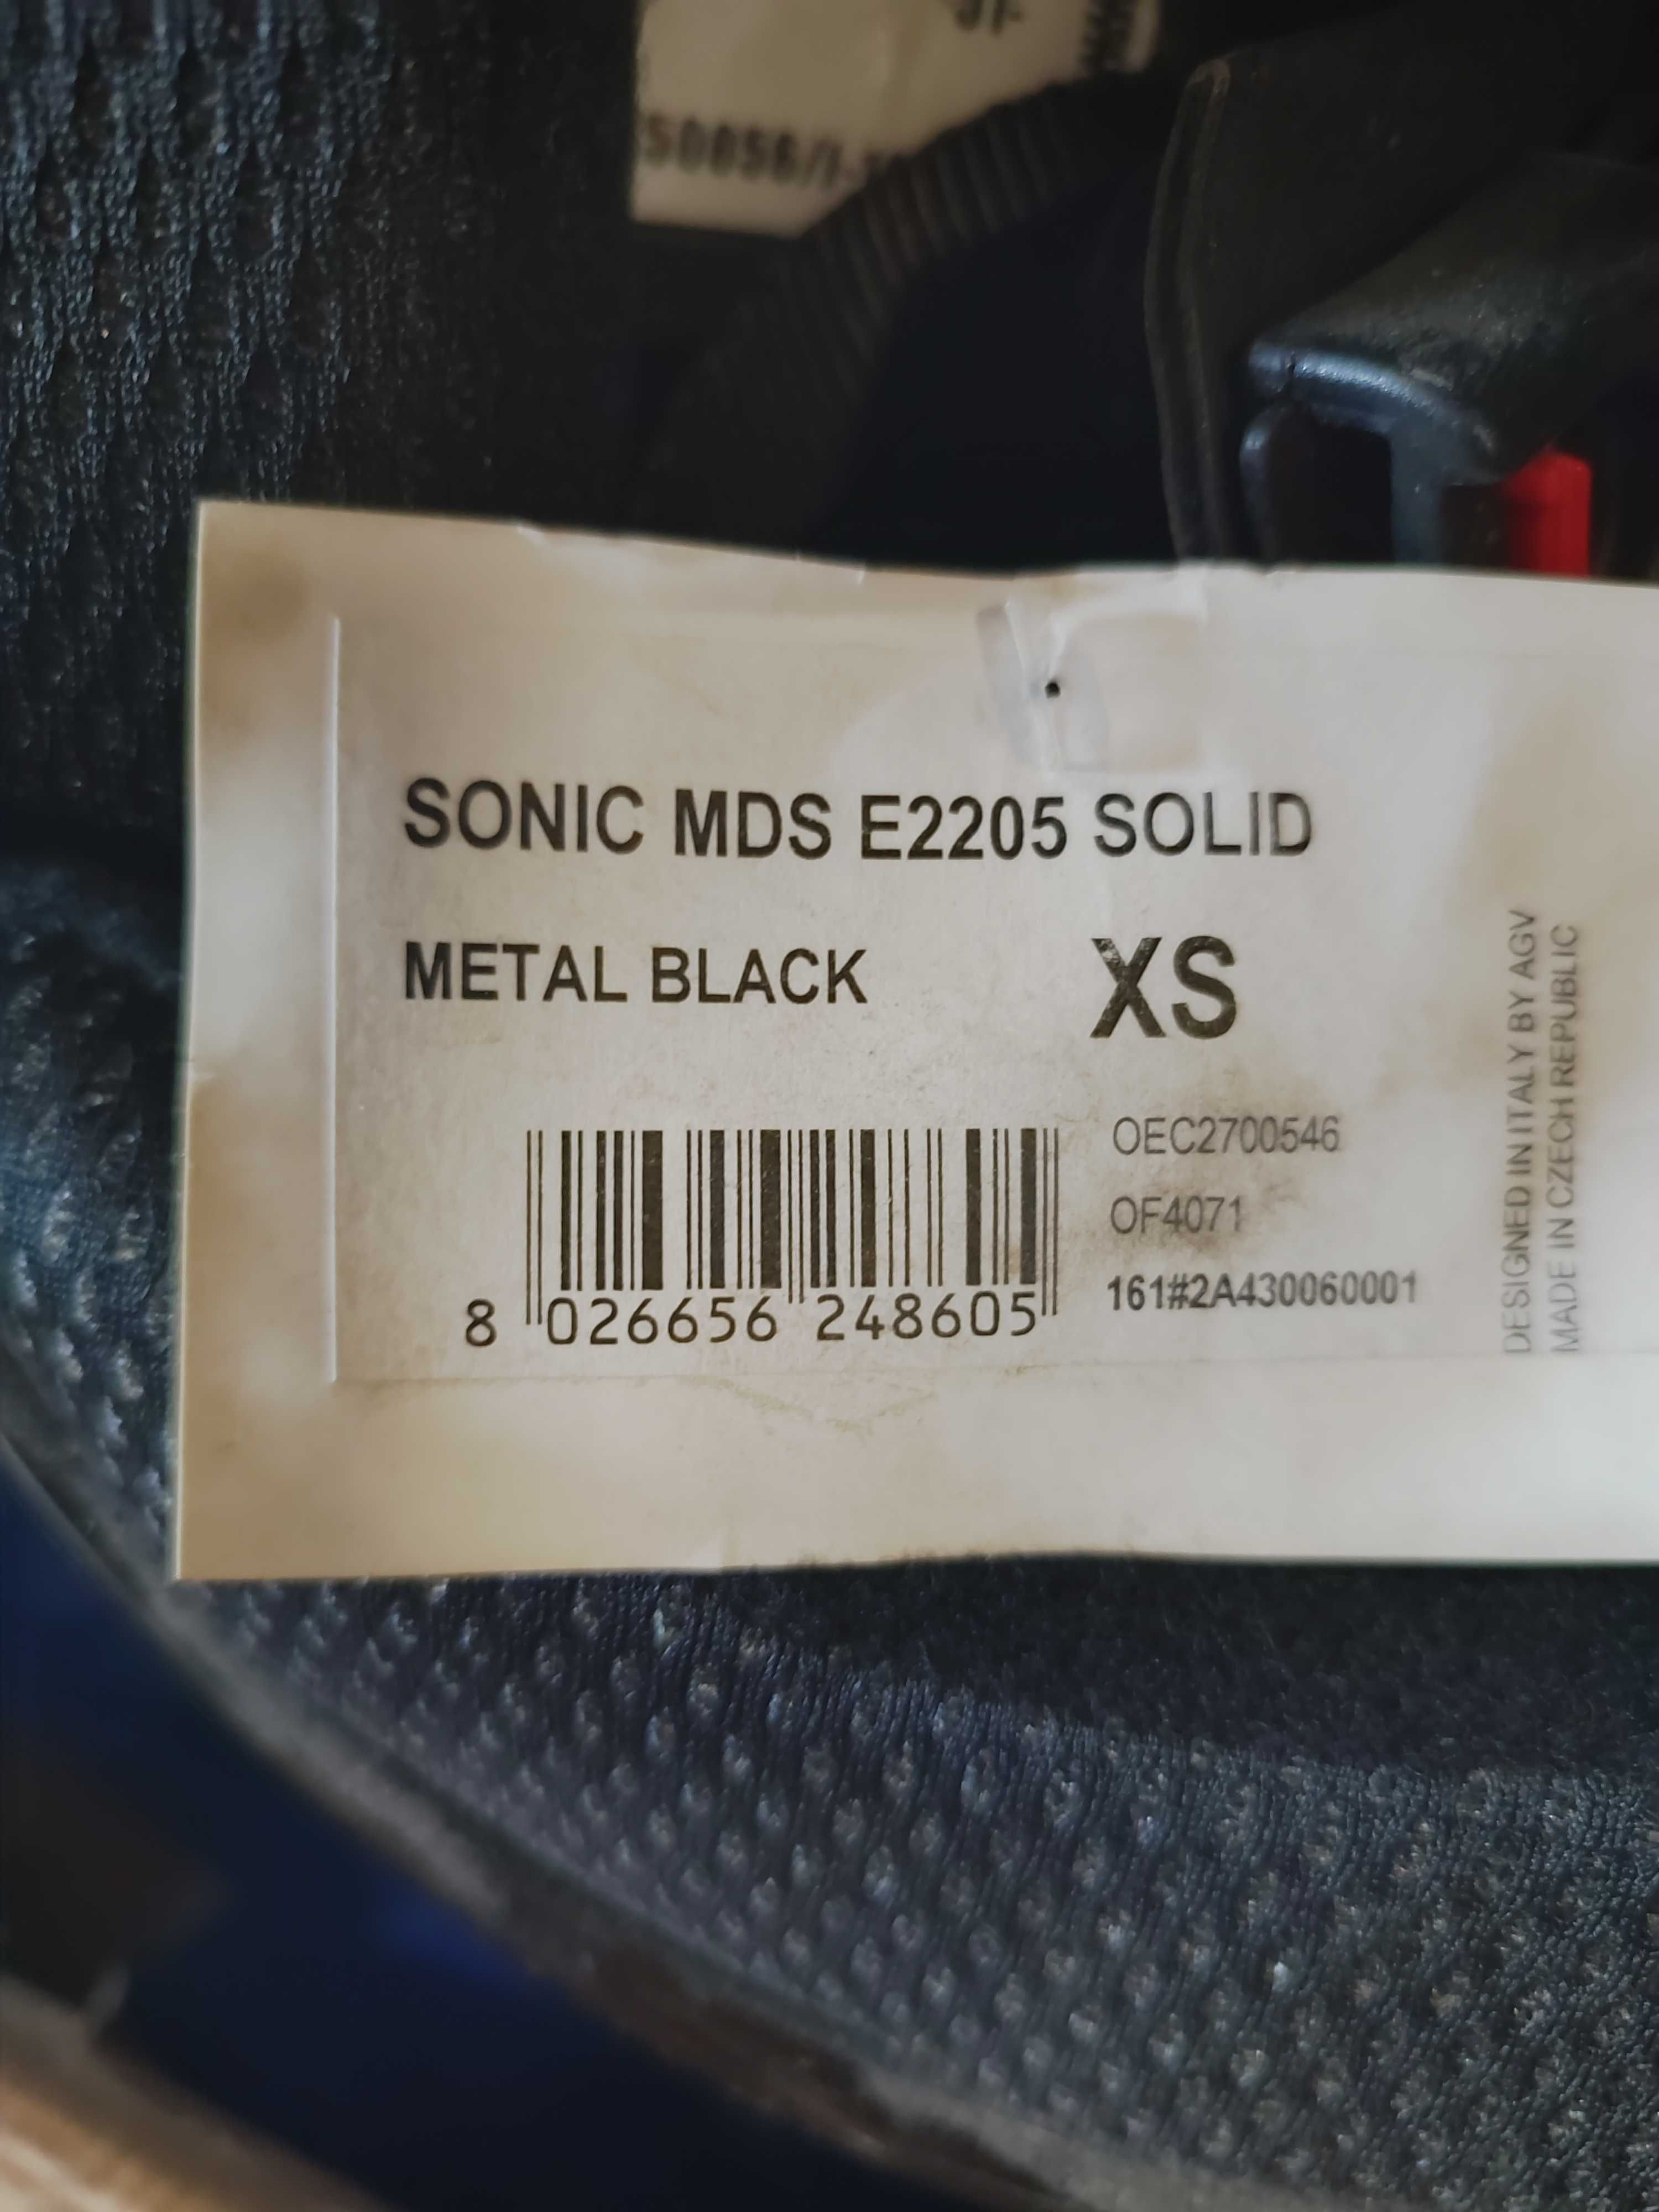 50056/I-
SONIC MDS E2205 SOLID
METAL BLACK
XS
OEC2700546
OF4071
161#2A430060001
8 026656 248605
DESIGNED IN ITALY BY AGV
MADE IN CZECH REPUBLIC